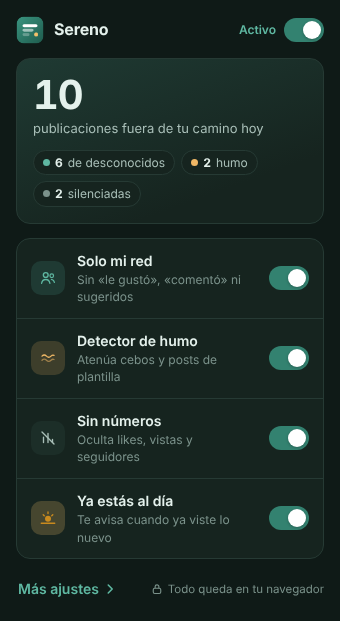 Sereno
Activo
10
publicaciones fuera de tu camino hoy
6 de desconocidos
2 humo
2 silenciadas
Solo mi red
Sin «le gustó», «comentó» ni
sugeridos
Detector de humo
Atenúa cebos y posts de
plantilla
Sin números
Oculta likes, vistas y
seguidores
Ya estás al día
Te avisa cuando ya viste lo
nuevo
Más ajustes
Todo queda en tu navegador